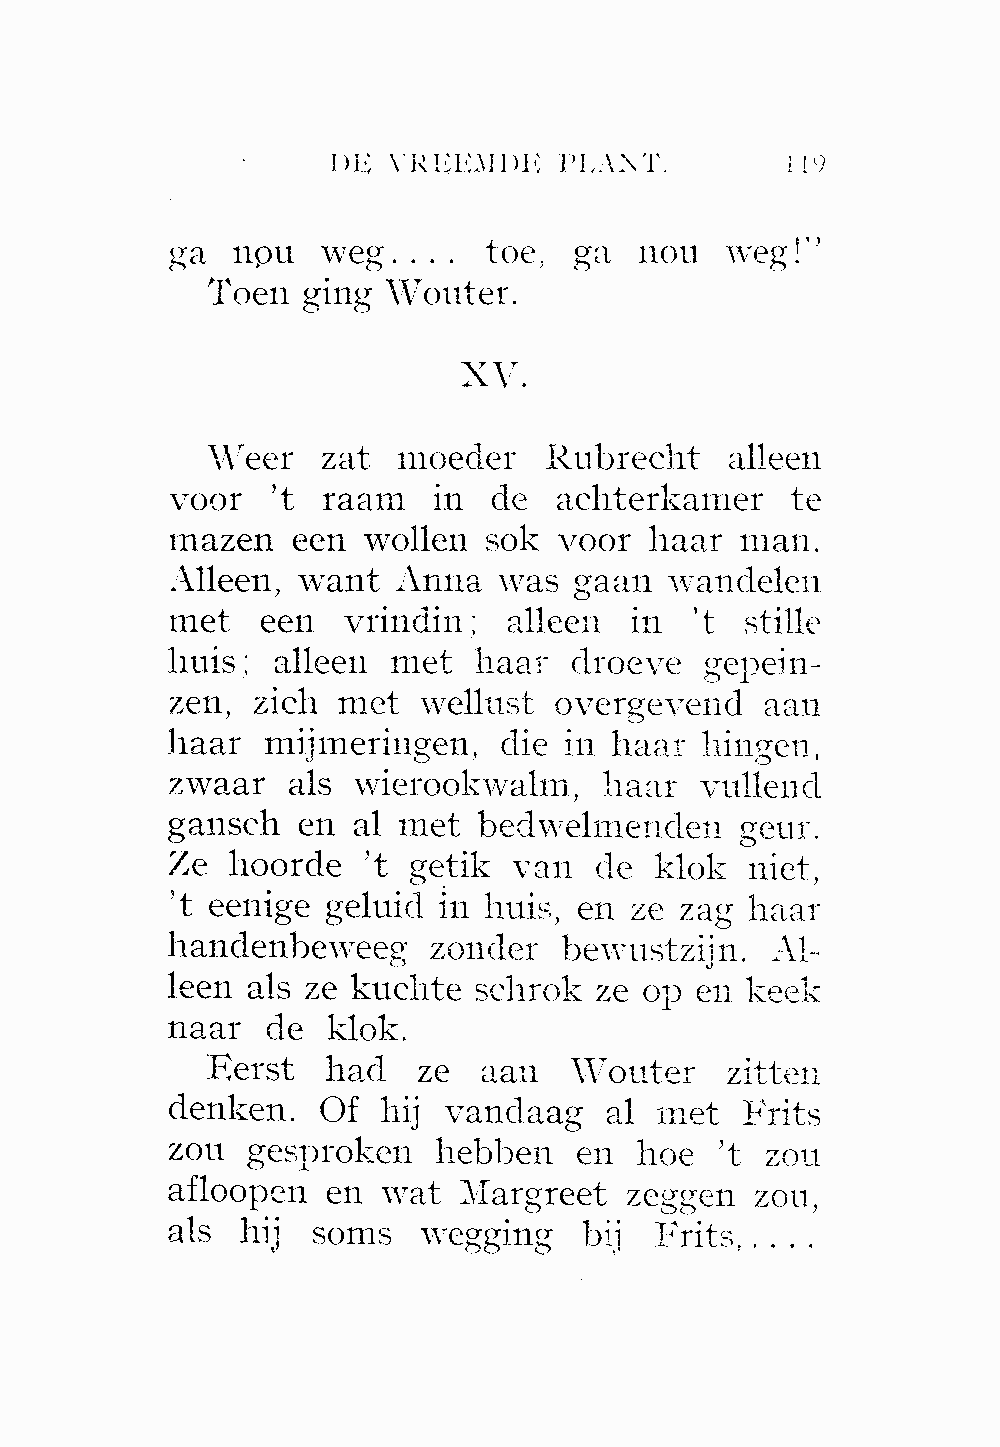 DE VREEMDE PLANT. 119
ga nou weg.... toe, ga nou weg!"
Toen ging Wouter.
XV.
Weer zat moeder Rubrecht alleen
voor 't raam in de achterkamer te
mazen een wollen sok voor haar man.
Alleen, want Anna was gaan wandelen
met een vrindin; alleen in 't stille
huis; alleen met haar droeve gepein-
zen, zich met wellust overgevend aan
haar mijmeringen, die in haar hingen,
zwaar als wierookwalm, haar vullend
gansch en al met bedwelmenden geur.
Ze hoorde 't getik van de klok niet,
't eenige geluid in huis, en ze zag haar
handenbeweeg zonder bewustzijn. Al-
leen als ze kuchte schrok ze op en keek
naar de klok.
Eerst had ze aan Wouter zitten
denken. Of hij vandaag al met Frits
zou gesproken hebben en hoe 't zou
afloopen en wat Margreet zeggen zou,
als hij soms wegging bij Frits,.....